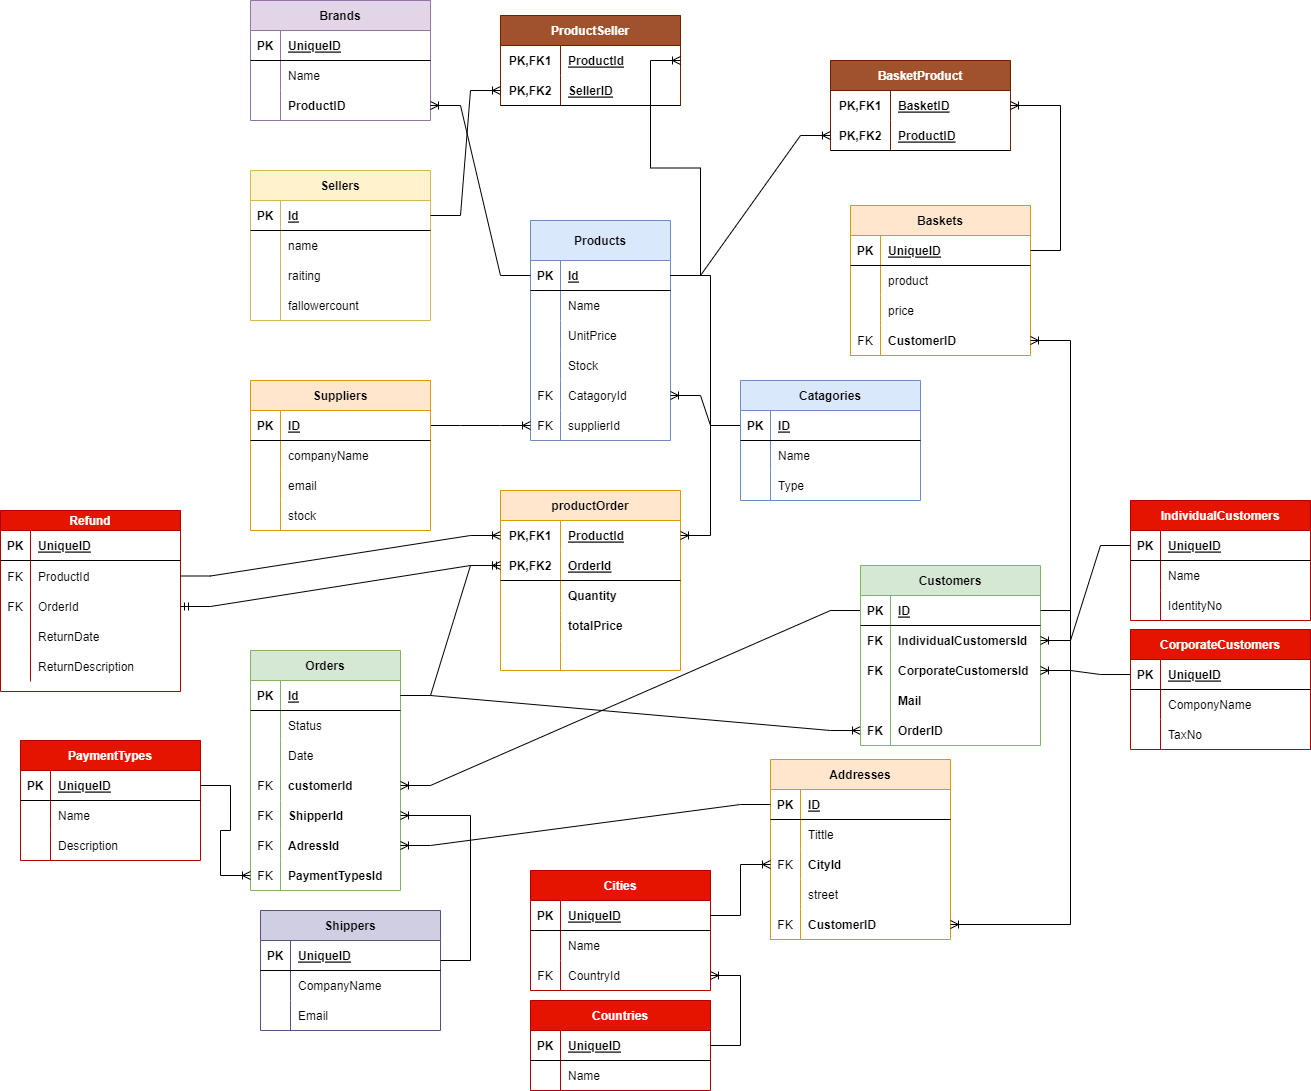 Brands
PK UniqueID
Name
ProductID
ProductSeller
PK,FK1 ProductId
PK,FK2 SellerID
BasketProduct
PK,FK1 BasketID
PK,FK2 ProductID
Sellers
PK Id
name
raiting
fallowercount
Products
PK Id
Name
UnitPrice
Stock
FK CatagoryId
FK supplierId
Baskets
PK UniqueID
product
price
FK CustomerID
Suppliers
PK ID
companyName
email
stock
Catagories
PK ID
Name
Type
Refund
PK UniqueID
FK ProductId
FK OrderId
ReturnDate
ReturnDescription
productOrder
PK,FK1 ProductId
PK,FK2 OrderId
Quantity
totalPrice
IndividualCustomers
PK UniqueID
Name
IdentityNo
Customers
PK ID
FK IndividualCustomersId
FK CorporateCustomersId
Mail
FK OrderID
CorporateCustomers
PK UniqueID
ComponyName
TaxNo
Orders
PK Id
Status
Date
FK customerId
FK ShipperId
FK AdressId
FK PaymentTypesId
PaymentTypes
PK UniqueID
Name
Description
Addresses
PK ID
Tittle
FK CityId
street
FK CustomerID
Cities
PK UniqueID
Name
FK CountryId
Shippers
PK UniqueID
CompanyName
Email
Countries
PK UniqueID
Name